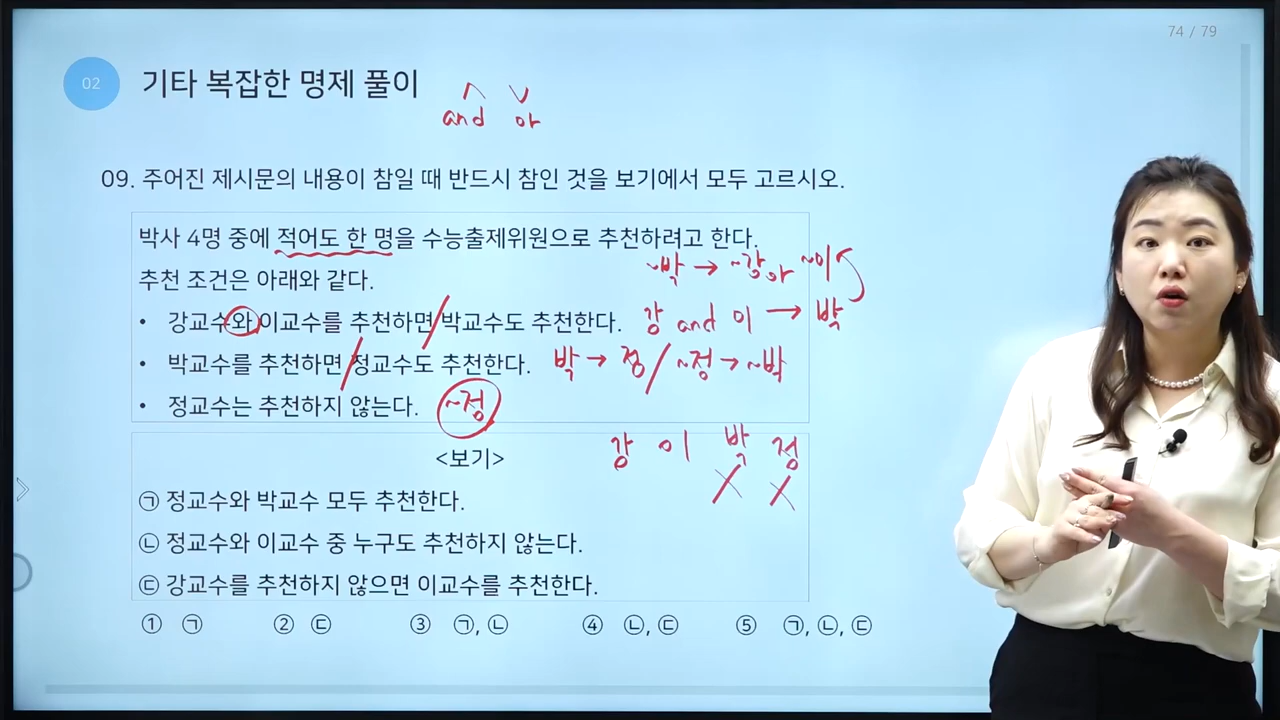 74 / 79
02 기타 복잡한 명제 풀이
∧ ∨
and or
09. 주어진 제시문의 내용이 참일 때 반드시 참인 것을 보기에서 모두 고르시오.
박사 4명 중에 적어도 한 명을 수능출제위원으로 추천하려고 한다.
~박 → ~강 or ~이
추천 조건은 아래와 같다.
• 강교수와 이교수를 추천하면 / 박교수도 추천한다. 강 and 이 → 박
• 박교수를 추천하면 / 정교수도 추천한다. 박 → 정 / ~정 → ~박
• 정교수는 추천하지 않는다. ~정
강 이 박 정
X X
<보기>
㉠ 정교수와 박교수 모두 추천한다.
㉡ 정교수와 이교수 중 누구도 추천하지 않는다.
㉢ 강교수를 추천하지 않으면 이교수를 추천한다.
① ㉠ ② ㉢ ③ ㉠, ㉡ ④ ㉡, ㉢ ⑤ ㉠, ㉡, ㉢